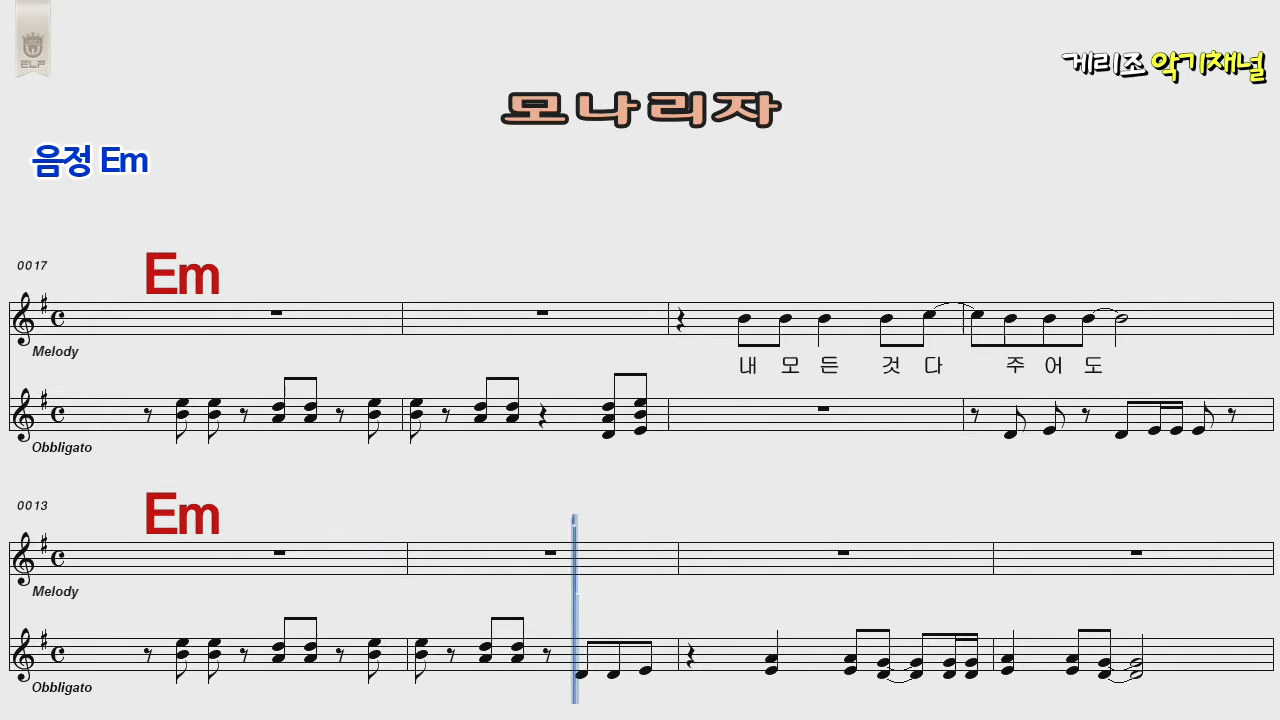 ELF
게리조 악기채널
모나리자
음정 Em
0017
Em
Melody
내 모 든 것 다 주 어 도
Obbligato
0013
Em
Melody
Obbligato